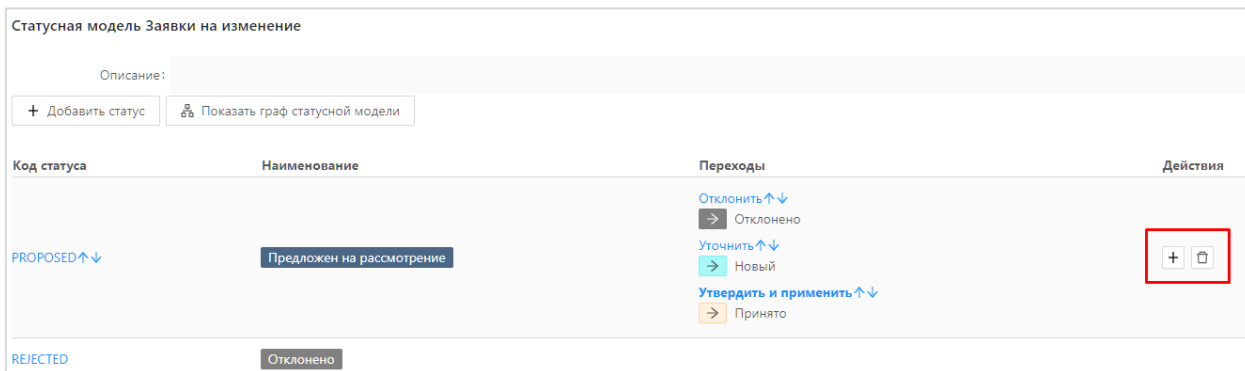 Статусная модель Заявки на изменение
Описание:
+ Добавить статус Показать граф статусной модели
Код статуса Наименование Переходы Действия
Отклонить↑↓
→ Отклонено
PROPOSED↑↓ Предложен на рассмотрение Уточнить↑↓ +
→ Новый
Утвердить и применить↑↓
→ Принято
REJECTED Отклонено